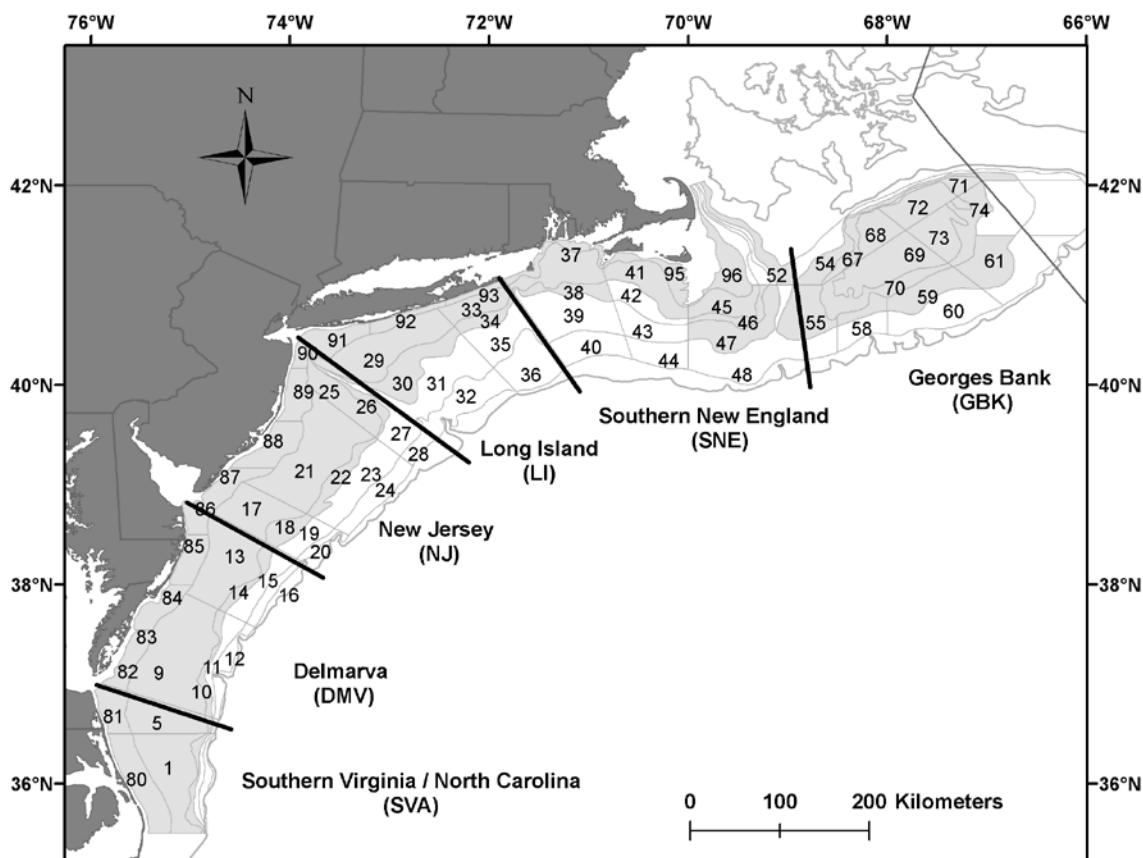 76°W 74°W 72°W 70°W 68°W 66°W
N
42°N 42°N
40°N 40°N
38°N 38°N
36°N 36°N
71
72 74
68 73
37 54 67 69 61
41 95 96 52
93 38 42 45 70 59
33 39 46 55 60
92 34 43 47 58
91 35 40 44
90 29 36 48
30 31 32
89 25 26
27
88 28
21 22 23 24
87
86 17 18 19
85 13 20
14 15 16
84
83
82 9 11 12
10
81 5
80 1
Georges Bank
(GBK)
Southern New England
(SNE)
Long Island
(LI)
New Jersey
(NJ)
Delmarva
(DMV)
Southern Virginia / North Carolina
(SVA)
0 100 200 Kilometers